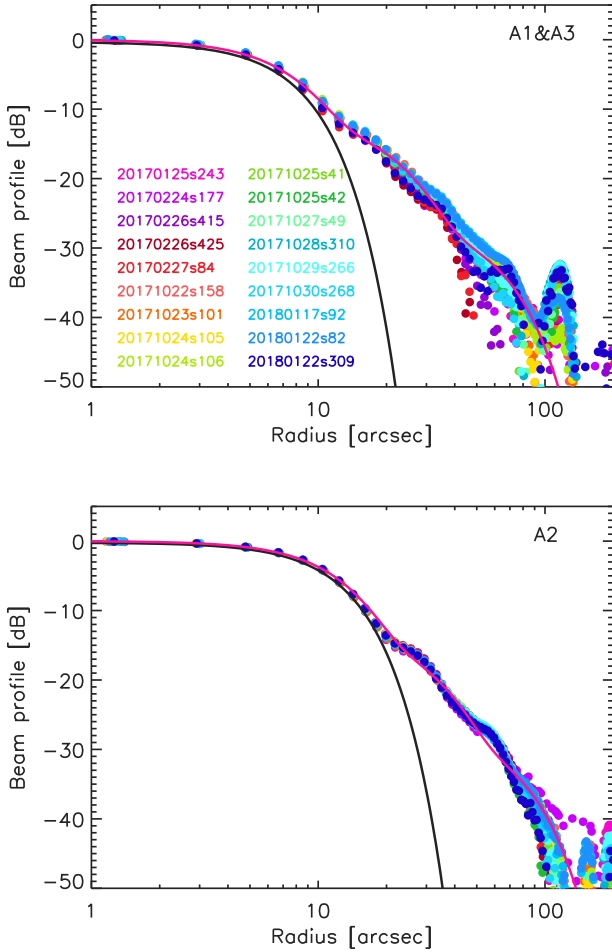 A1&A3
0
−10
−20
−30
−40
−50
Beam profile [dB]
20170125s243 20171025s41
20170224s177 20171025s42
20170226s415 20171027s49
20170226s425 20171028s310
20170227s84 20171029s266
20171022s158 20171030s268
20171023s101 20180117s92
20171024s105 20180122s82
20171024s106 20180122s309
1 10 100
Radius [arcsec]
A2
0
−10
−20
−30
−40
−50
Beam profile [dB]
1 10 100
Radius [arcsec]